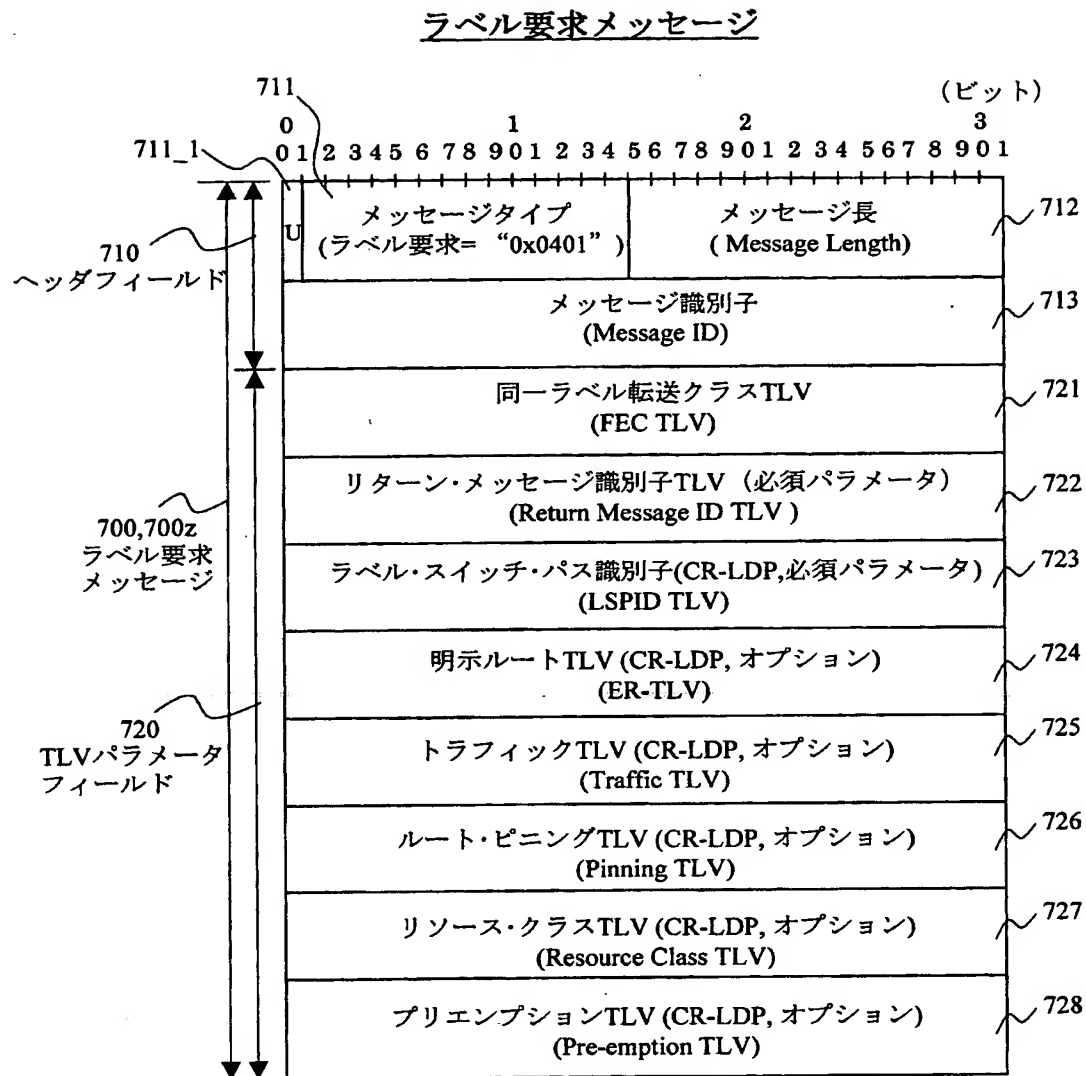 ラベル要求メッセージ
711
(ビット)
0 1 2 3
711_1
0 1 2 3 4 5 6 7 8 9 0 1 2 3 4 5 6 7 8 9 0 1 2 3 4 5 6 7 8 9 0 1
U
メッセージタイプ
(ラベル要求= “0x0401” )
メッセージ長
( Message Length)
712
710
ヘッダフィールド
メッセージ識別子
(Message ID)
713
同一ラベル転送クラスTLV
(FEC TLV)
721
リターン・メッセージ識別子TLV (必須パラメータ)
(Return Message ID TLV )
722
700,700z
ラベル要求
メッセージ
ラベル・スイッチ・パス識別子(CR-LDP,必須パラメータ)
(LSPID TLV)
723
明示ルートTLV (CR-LDP, オプション)
(ER-TLV)
724
720
TLVパラメータ
フィールド
トラフィックTLV (CR-LDP, オプション)
(Traffic TLV)
725
ルート・ピニングTLV (CR-LDP, オプション)
(Pinning TLV)
726
リソース・クラスTLV (CR-LDP, オプション)
(Resource Class TLV)
727
プリエンプションTLV (CR-LDP, オプション)
(Pre-emption TLV)
728